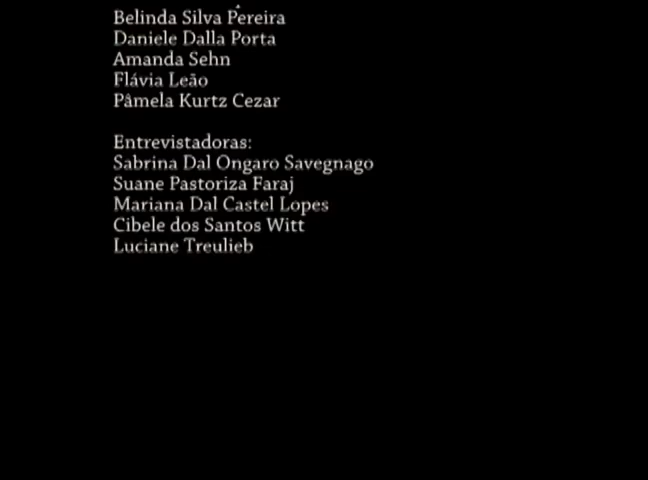 Belinda Silva Pereira
Daniele Dalla Porta
Amanda Sehn
Flávia Leão
Pâmela Kurtz Cezar
Entrevistadoras:
Sabrina Dal Ongaro Savegnago
Suane Pastoriza Faraj
Mariana Dal Castel Lopes
Cibele dos Santos Witt
Luciane Treulieb